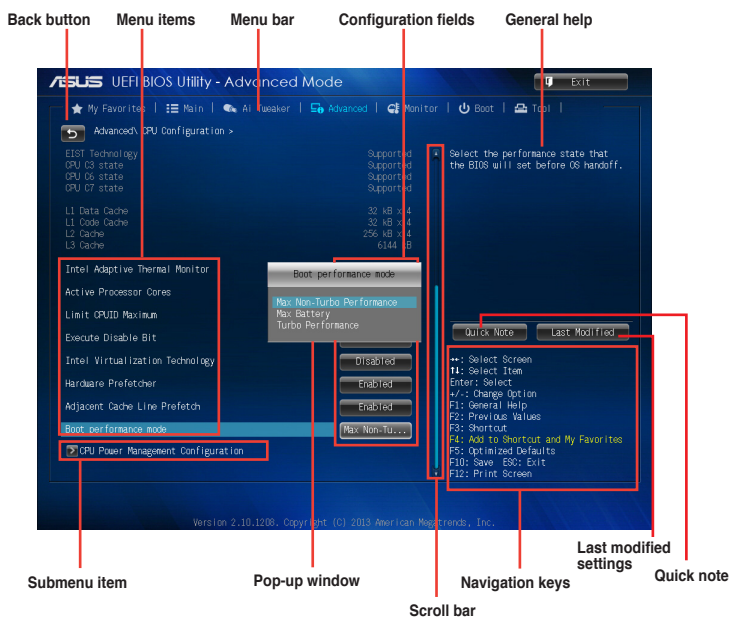 Back button Menu items Menu bar Configuration fields General help
ASUS UEFI BIOS Utility - Advanced Mode
Exit
My Favorites Main Ai Tweaker Advanced Monitor Boot Tool
Advanced\ CPU Configuration >
EIST Technology Supported
CPU C3 state Supported
CPU C6 state Supported
CPU C7 state Supported
L1 Data Cache 32 kB x 4
L1 Code Cache 32 kB x 4
L2 Cache 256 kB x 4
L3 Cache 6144 kB
Intel Adaptive Thermal Monitor
Active Processor Cores
Limit CPUID Maximum
Execute Disable Bit
Intel Virtualization Technology Disabled
Hardware Prefetcher Enabled
Adjacent Cache Line Prefetch Enabled
Boot performance mode Max Non-Tu...
CPU Power Management Configuration
Boot performance mode
Max Non-Turbo Performance
Max Battery
Turbo Performance
Select the performance state that
the BIOS will set before OS handoff.
Quick Note Last Modified
→←: Select Screen
↑↓: Select Item
Enter: Select
+/-: Change Option
F1: General Help
F2: Previous Values
F3: Shortcut
F4: Add to Shortcut and My Favorites
F5: Optimized Defaults
F10: Save ESC: Exit
F12: Print Screen
Version 2.10.1208. Copyright (C) 2013 American Megatrends, Inc.
Submenu item
Pop-up window
Scroll bar
Navigation keys
Last modified
settings
Quick note